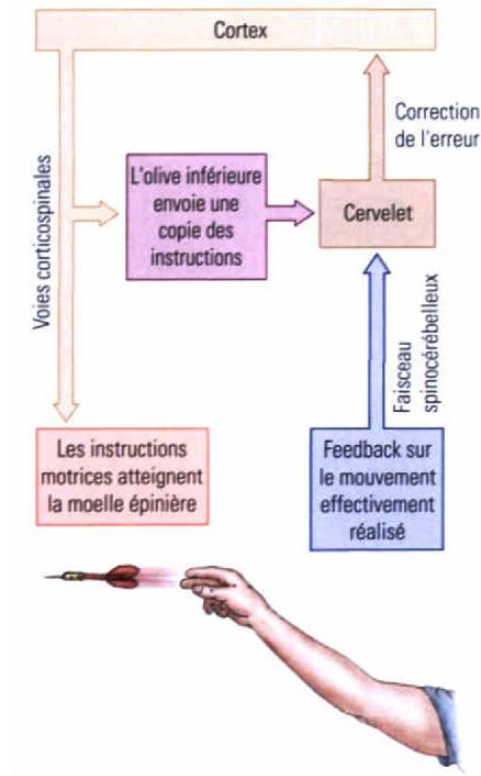 Cortex
Voies corticospinales
Correction
de l'erreur
L'olive inférieure
envoie une
copie des
instructions
Cervelet
Faisceau
spinocérébelleux
Les instructions
motrices atteignent
la moelle épinière
Feedback sur
le mouvement
effectivement
réalisé